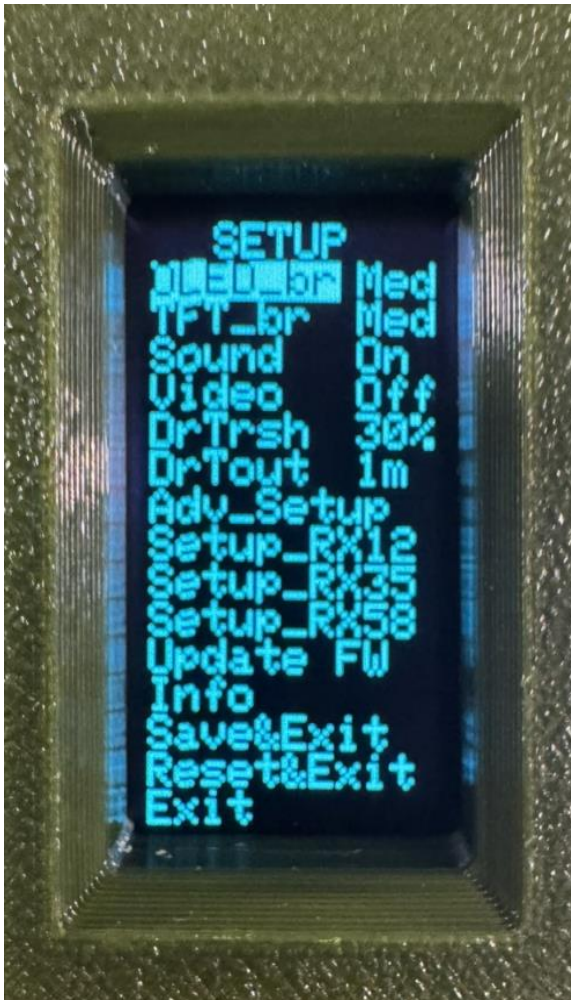 SETUP
OLED_br Med
TFT_br Med
Sound On
Video Off
DrTrsh 30%
DrTout 1m
Adv_Setup
Setup_RX12
Setup_RX35
Setup_RX58
Update FW
Info
Save&Exit
Reset&Exit
Exit